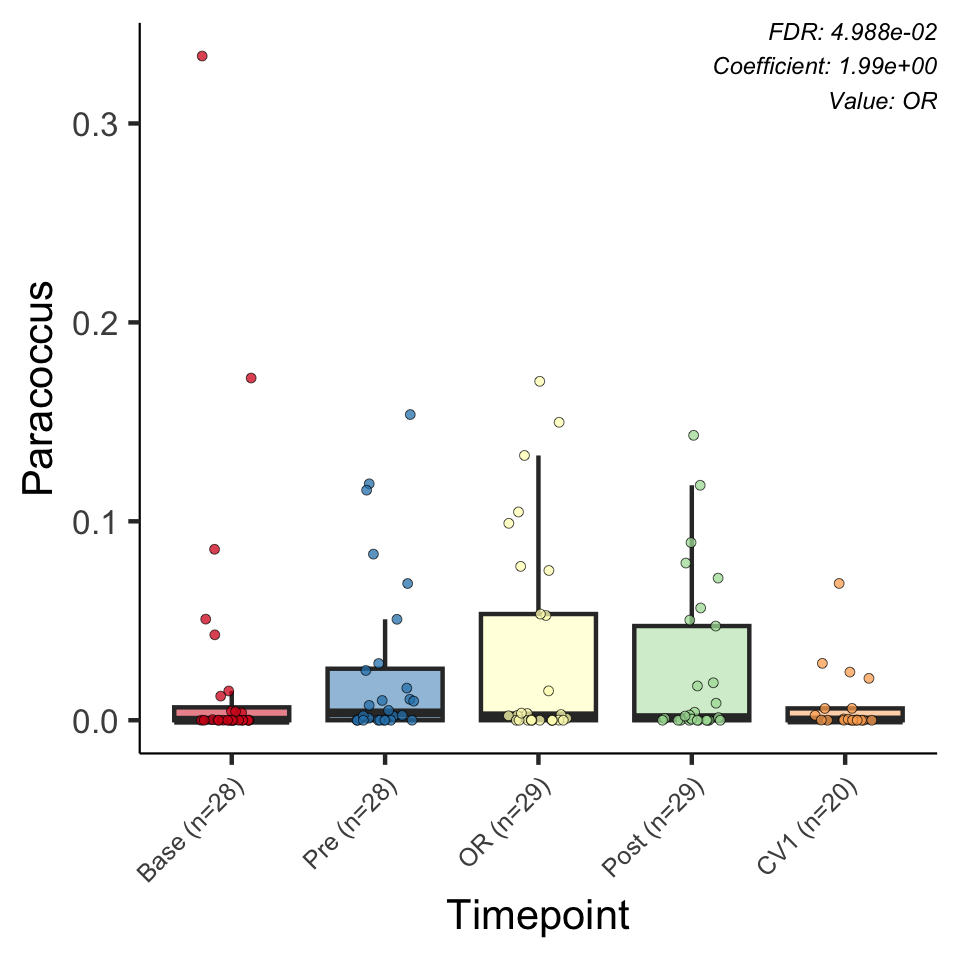 FDR: 4.988e-02
Coefficient: 1.99e+00
Value: OR
Paracoccus
0.3
0.2
0.1
0.0
Base (n=28)
Pre (n=28)
OR (n=29)
Post (n=29)
CV1 (n=20)
Timepoint